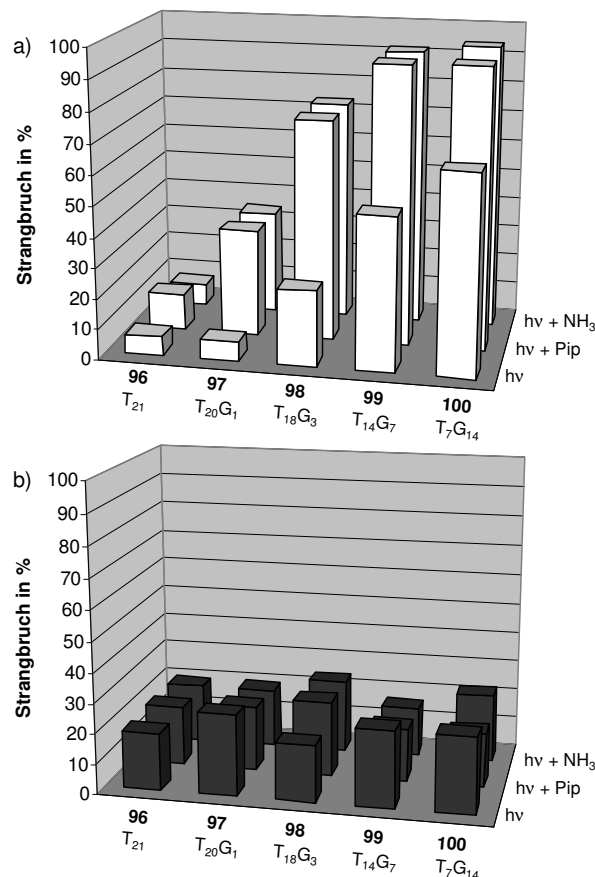 a)
Strangbruch in %
100
90
80
70
60
50
40
30
20
10
0
96 97 98 99 100
T₂₁ T₂₀G₁ T₁₈G₃ T₁₄G₇ T₇G₁₄
hν + NH₃
hν + Pip
hν
b)
Strangbruch in %
100
90
80
70
60
50
40
30
20
10
0
96 97 98 99 100
T₂₁ T₂₀G₁ T₁₈G₃ T₁₄G₇ T₇G₁₄
hν + NH₃
hν + Pip
hν